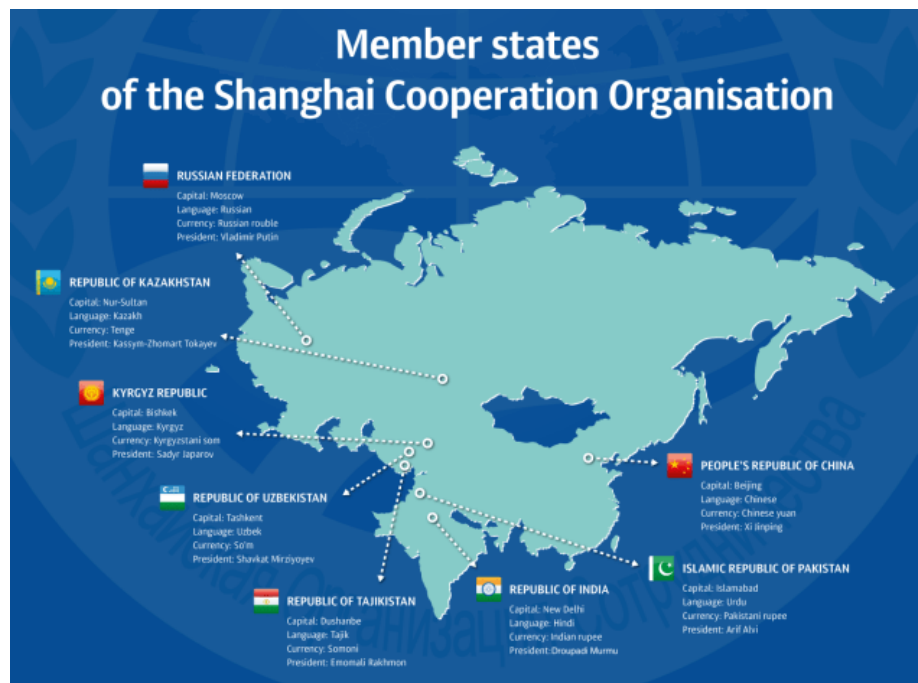 Member states
of the Shanghai Cooperation Organisation
RUSSIAN FEDERATION
Capital: Moscow
Language: Russian
Currency: Russian rouble
President: Vladimir Putin
REPUBLIC OF KAZAKHSTAN
Capital: Nur-Sultan
Language: Kazakh
Currency: Tenge
President: Kassym-Zhomart Tokayev
KYRGYZ REPUBLIC
Capital: Bishkek
Language: Kyrgyz
Currency: Kyrgyzstani som
President: Sadyr Japarov
REPUBLIC OF UZBEKISTAN
Capital: Tashkent
Language: Uzbek
Currency: So'm
President: Shavkat Mirziyoyev
REPUBLIC OF TAJIKISTAN
Capital: Dushanbe
Language: Tajik
Currency: Somoni
President: Emomali Rakhmon
REPUBLIC OF INDIA
Capital: New Delhi
Language: Hindi
Currency: Indian rupee
President:Droupadi Murmu
PEOPLE'S REPUBLIC OF CHINA
Capital: Beijing
Language: Chinese
Currency: Chinese yuan
President: Xi Jinping
ISLAMIC REPUBLIC OF PAKISTAN
Capital: Islamabad
Language: Urdu
Currency: Pakistani rupee
President: Arif Alvi